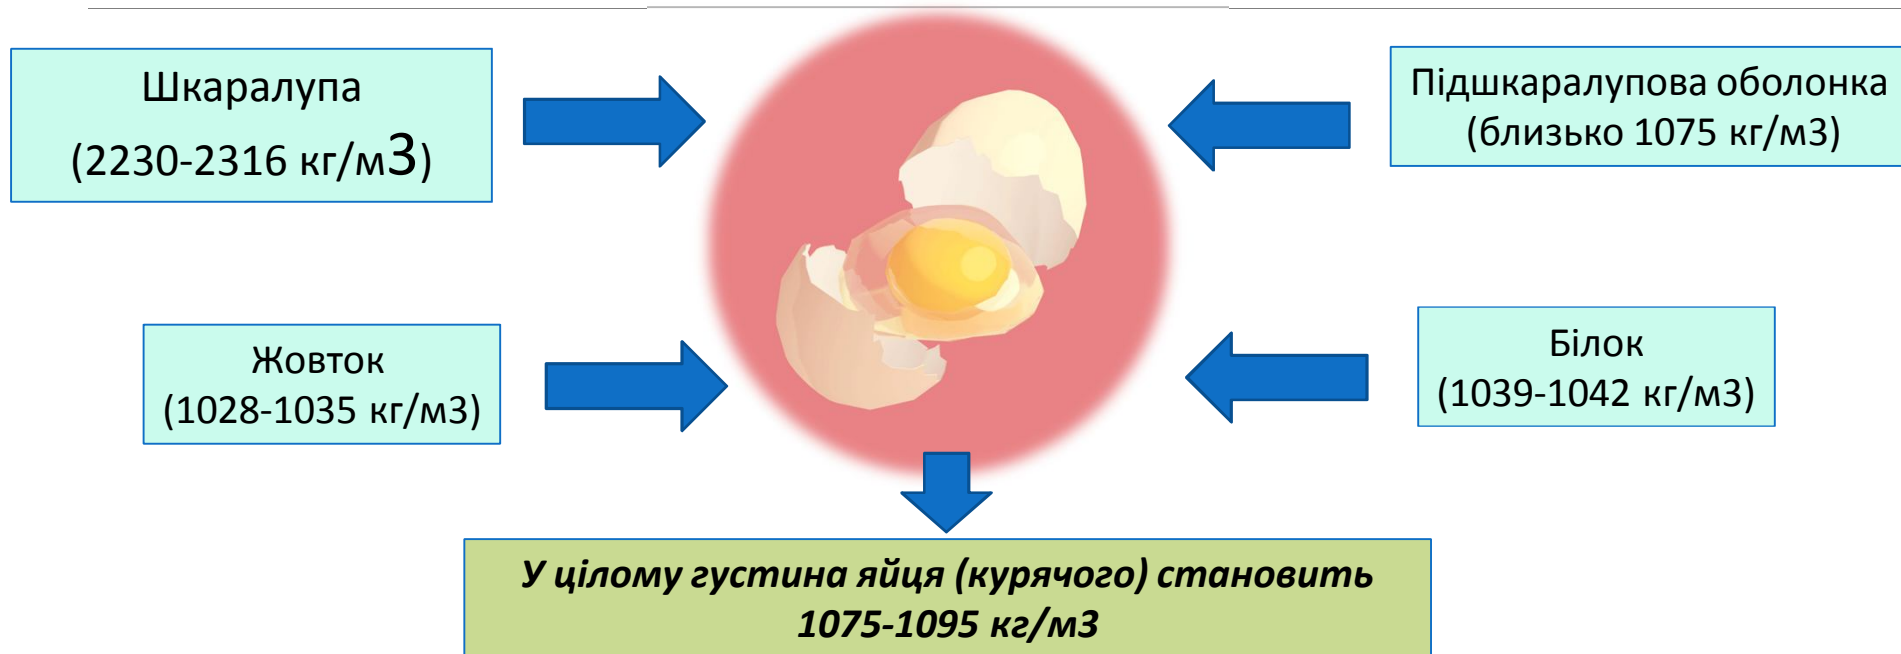 Шкаралупа
(2230-2316 кг/м3)
Підшкаралупова оболонка
(близько 1075 кг/м3)
Жовток
(1028-1035 кг/м3)
Білок
(1039-1042 кг/м3)
У цілому густина яйця (курячого) становить
1075-1095 кг/м3